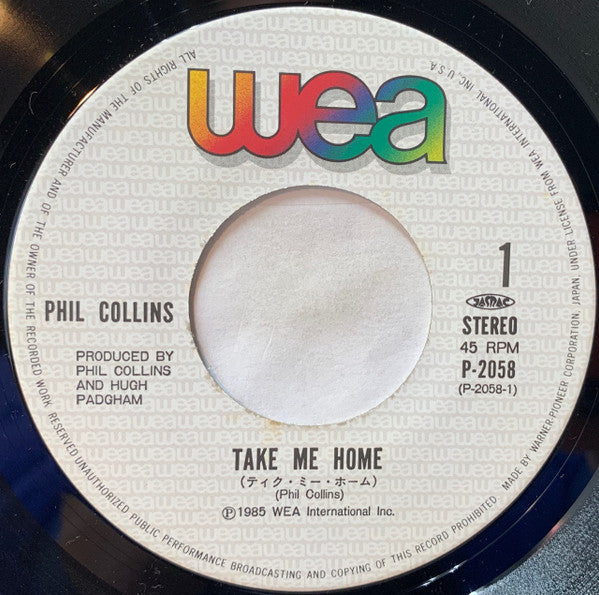 wea
1
JASRAC
PHIL COLLINS
STEREO
45 RPM
P-2058
(P-2058-1)
PRODUCED BY
PHIL COLLINS
AND HUGH
PADGHAM
TAKE ME HOME
(テイク・ミー・ホーム)
(Phil Collins)
Ⓟ1985 WEA International Inc.
ALL RIGHTS OF THE MANUFACTURER AND OF THE OWNER OF THE RECORDED WORK RESERVED UNAUTHORIZED PUBLIC PERFORMANCE BROADCASTING AND COPYING OF THIS RECORD PROHIBITED. MADE BY WARNER-PIONEER CORPORATION, JAPAN, UNDER LICENSE FROM WEA INTERNATIONAL INC., U.S.A